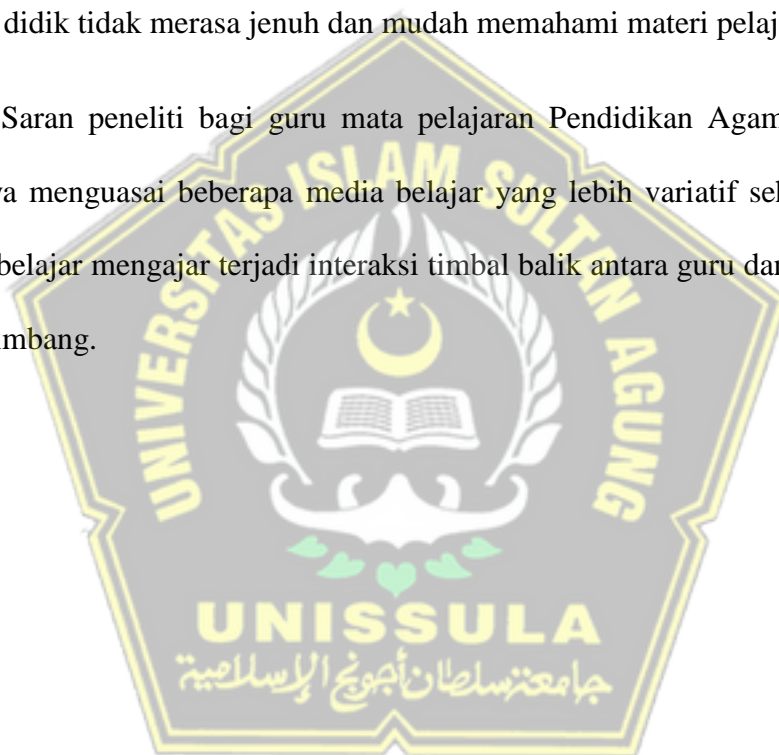 didik tidak merasa jenuh dan mudah memahami materi pelaj
Saran peneliti bagi guru mata pelajaran Pendidikan Agam
a menguasai beberapa media belajar yang lebih variatif se
belajar mengajar terjadi interaksi timbal balik antara guru dan
imbang.
UNIVERSITAS ISLAM SULTAN AGUNG
UNISSULA
جامعة سلطان أجونج الإسلامية